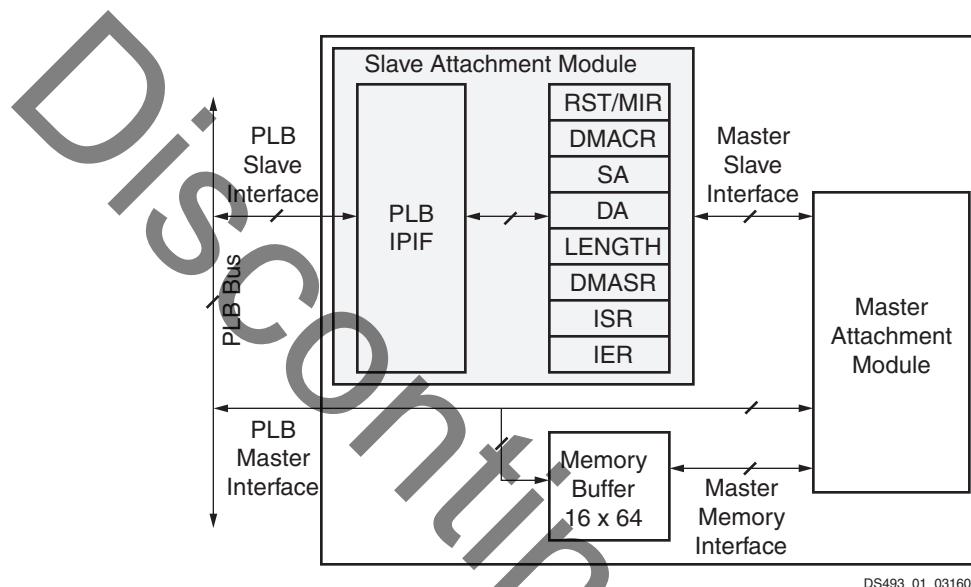 Slave Attachment Module
PLB
Slave
Interface
PLB
IPIF
RST/MIR
DMACR
SA
DA
LENGTH
DMASR
ISR
IER
Master
Slave
Interface
Master
Attachment
Module
PLB Bus
PLB
Master
Interface
Memory
Buffer
16 x 64
Master
Memory
Interface
Discontin
DS493_01_03160